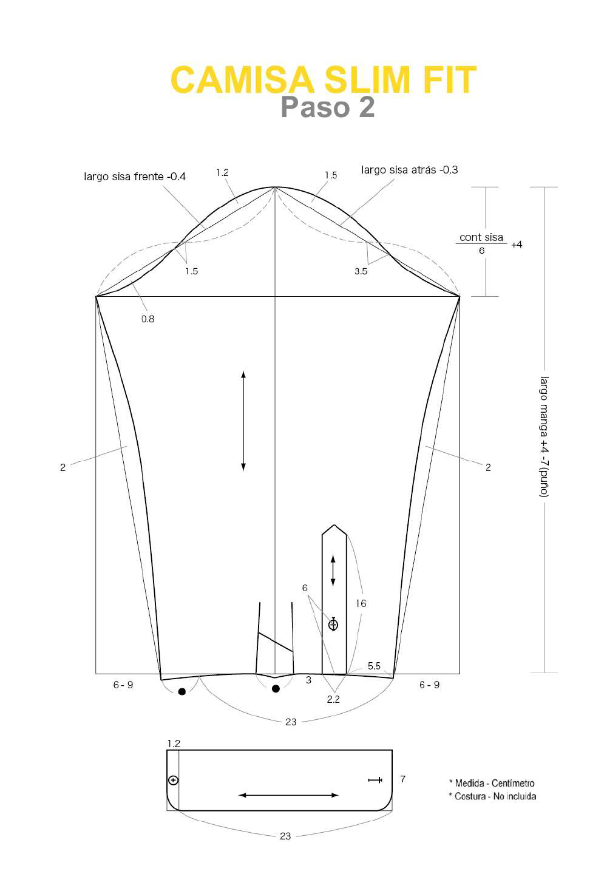 CAMISA SLIM FIT
Paso 2
largo sisa frente -0.4
1.2
1.5
largo sisa atrás -0.3
cont sisa
6
+4
1.5
3.5
0.8
largo manga +4 -7(puño)
2
2
6
16
5.5
6 - 9
3
2.2
6 - 9
23
1.2
7
* Medida - Centímetro
* Costura - No incluida
23